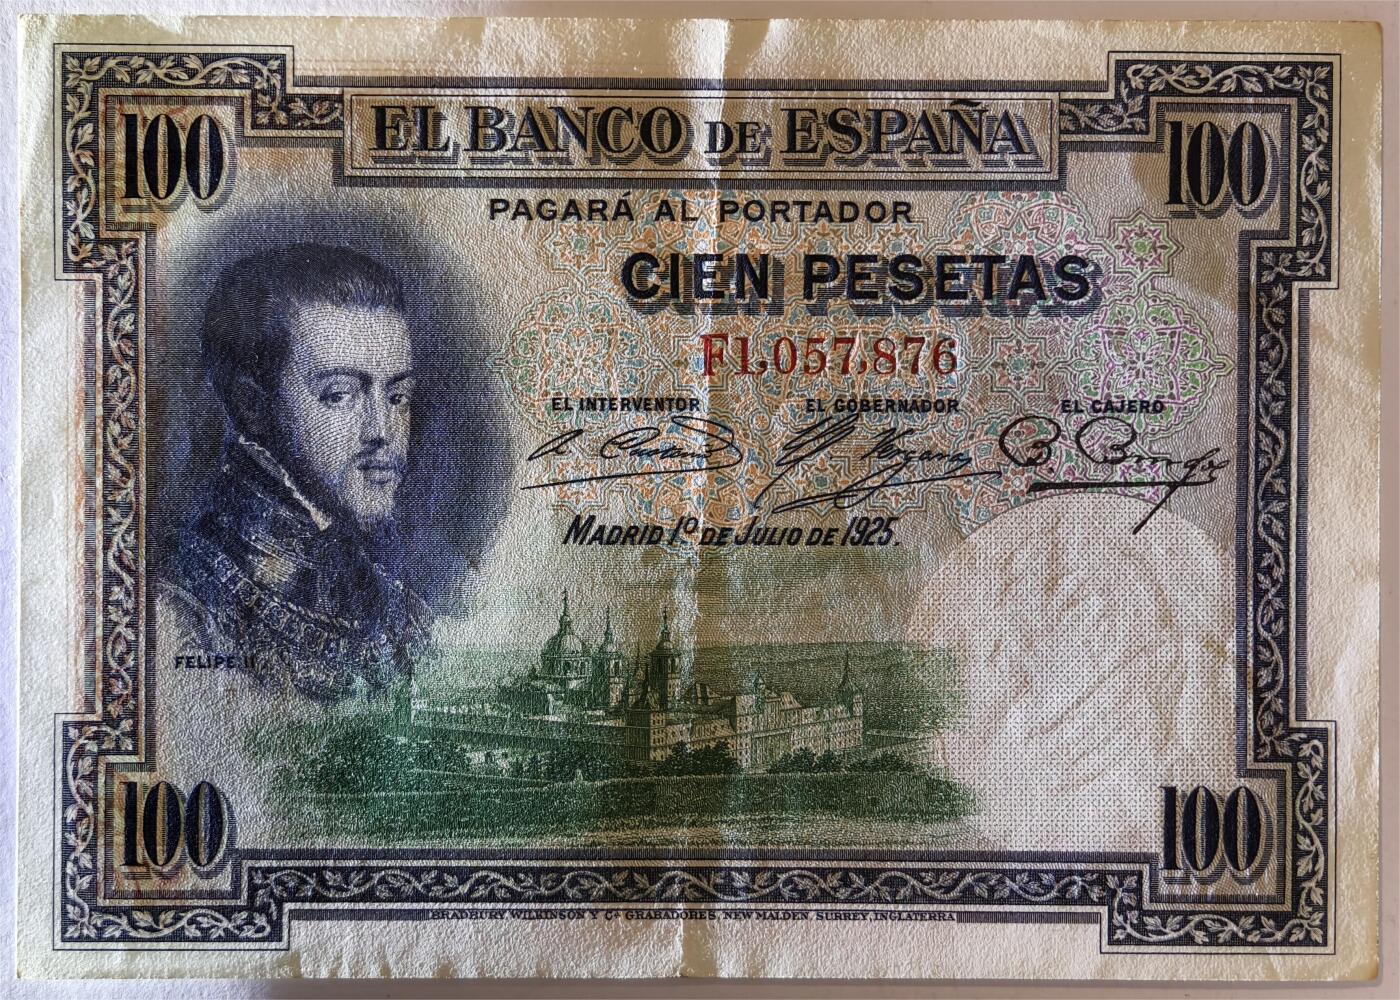 100
EL BANCO DE ESPAÑA
100
PAGARÁ AL PORTADOR
CIEN PESETAS
F1,057,876
EL INTERVENTOR
EL GOBERNADOR
EL CAJERO
MADRID 1º DE JULIO DE 1925.
FELIPE II
100
100
BRADBURY, WILKINSON Y Cª GRABADORES, NEW MALDEN, SURREY, INGLATERRA